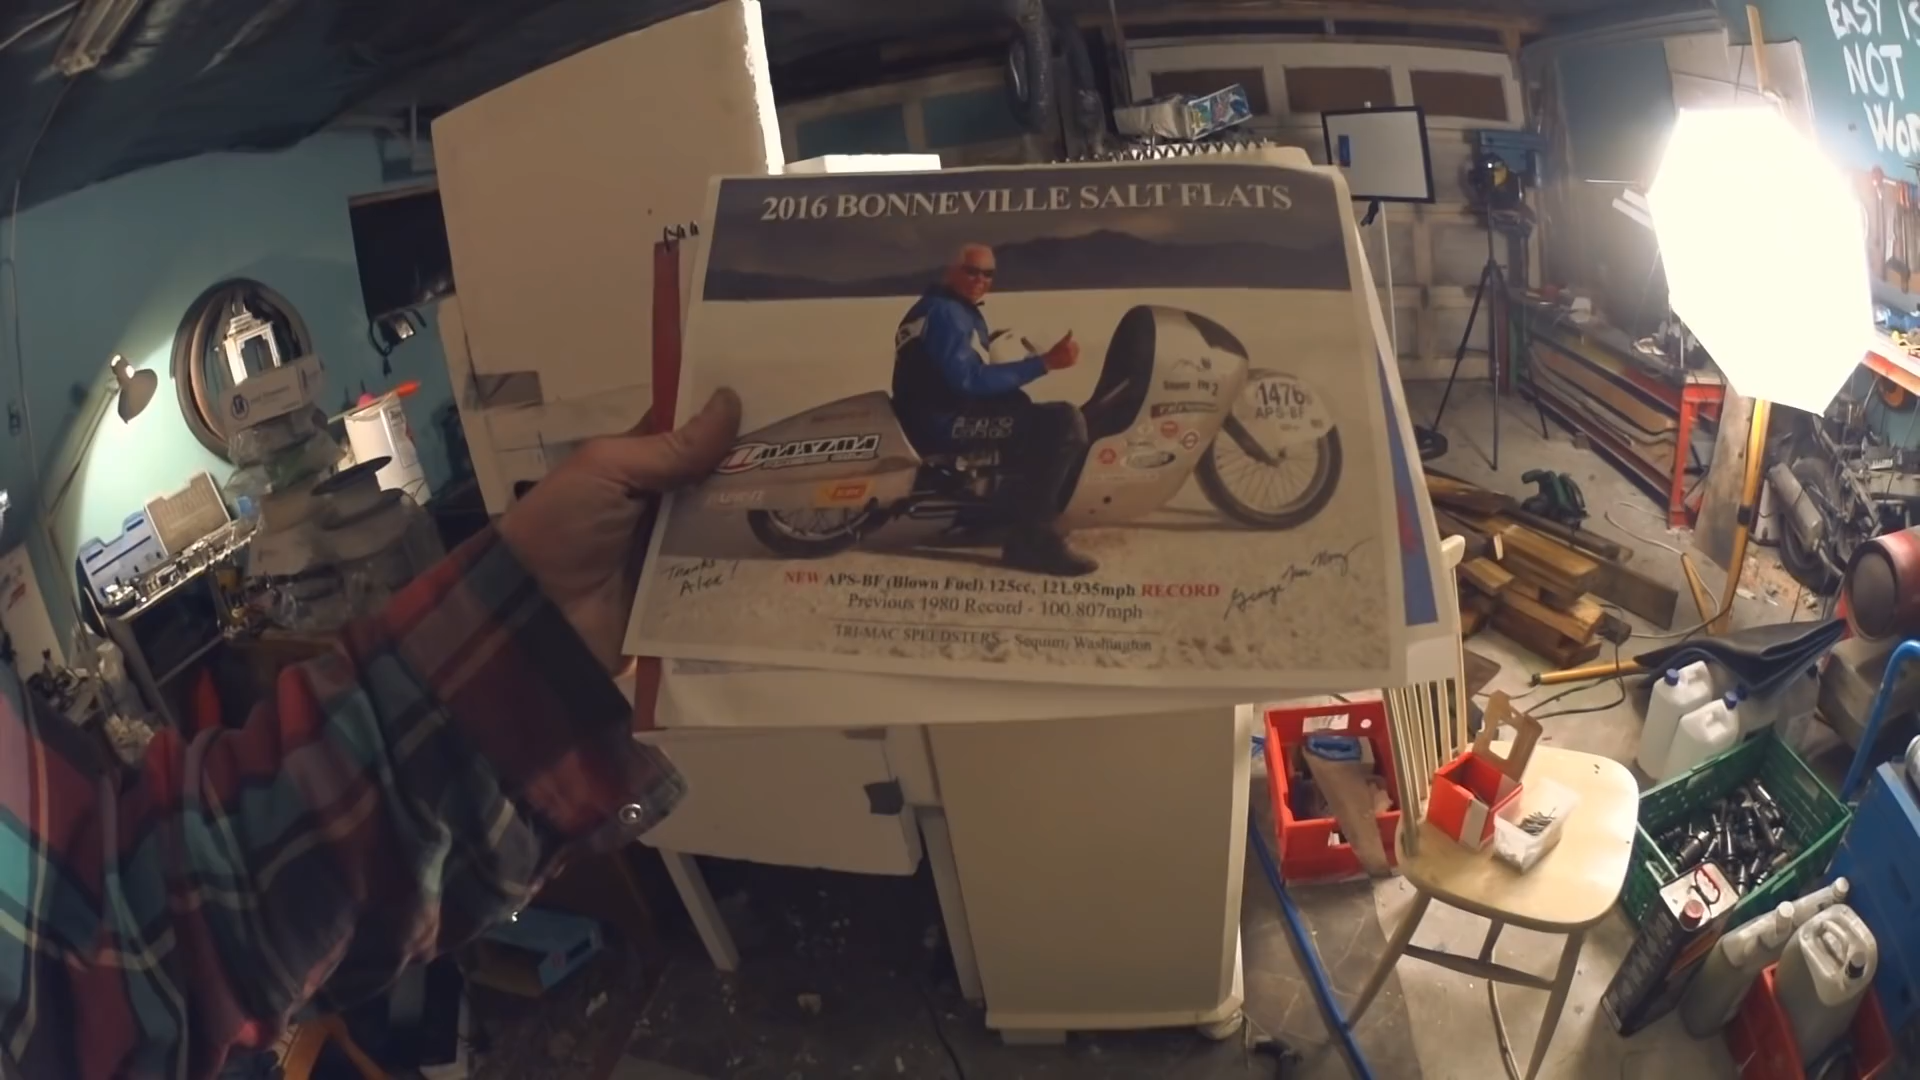 EASY IS
NOT
2016 BONNEVILLE SALT FLATS
1476
APS-BF
MAXIMA
Thanks
Alex!
NEW APS-BF (Blown Fuel) 125cc, 121.935mph RECORD
Previous 1980 Record - 100.807mph
TRI-MAC SPEEDSTERS - Sequim, Washington